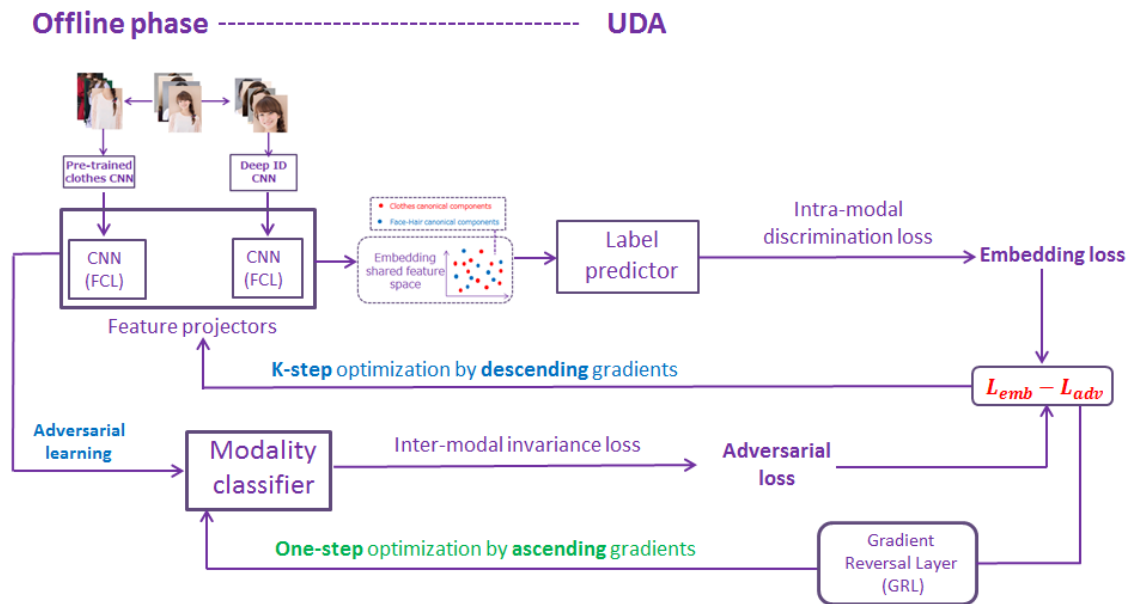 Offline phase ---------------------------- UDA
Pre-trained
clothes CNN
Deep ID
CNN
CNN
(FCL)
CNN
(FCL)
Feature projectors
• Clothes canonical components
• Face-Hair canonical components
Embedding
shared feature
space
Label
predictor
Intra-modal
discrimination loss
Embedding loss
K-step optimization by descending gradients
L_emb − L_adv
Adversarial
learning
Modality
classifier
Inter-modal invariance loss
Adversarial
loss
One-step optimization by ascending gradients
Gradient
Reversal Layer
(GRL)